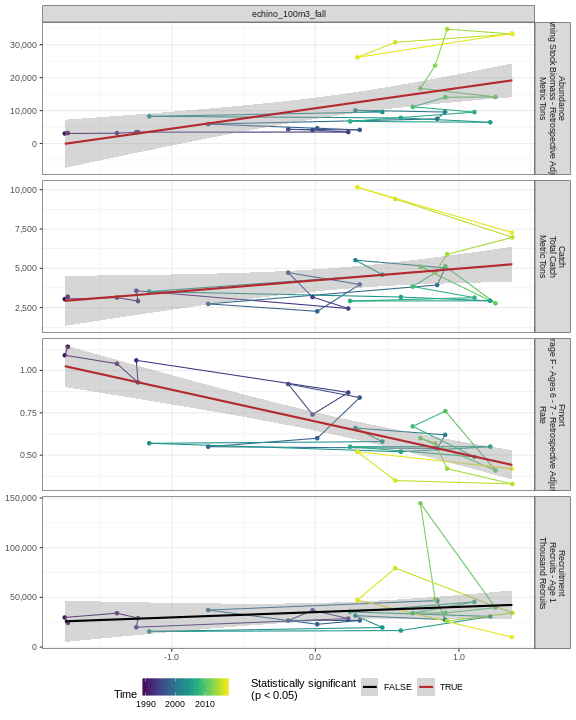 echino_100m3_fall
30,000
20,000
10,000
0
Abundance
ning Stock Biomass - Retrospective Adj
Metric Tons
10,000
7,500
5,000
2,500
Catch
Total Catch
Metric Tons
1.00
0.75
0.50
Fmort
rage F - Ages 6 - 7 - Retrospective Adjus
Rate
150,000
100,000
50,000
0
Recruitment
Recruits - Age 1
Thousand Recruits
-1.0 0.0 1.0
Time
1990 2000 2010
Statistically significant
(p < 0.05)
FALSE TRUE